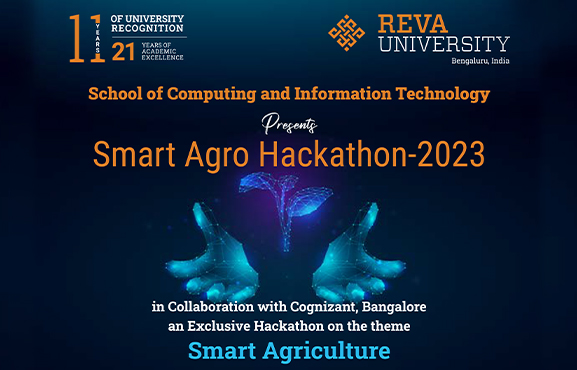 11 YEARS
OF UNIVERSITY
RECOGNITION
21 YEARS OF
ACADEMIC
EXCELLENCE
REVA
UNIVERSITY
Bengaluru, India
School of Computing and Information Technology
Presents
Smart Agro Hackathon-2023
in Collaboration with Cognizant, Bangalore
an Exclusive Hackathon on the theme
Smart Agriculture